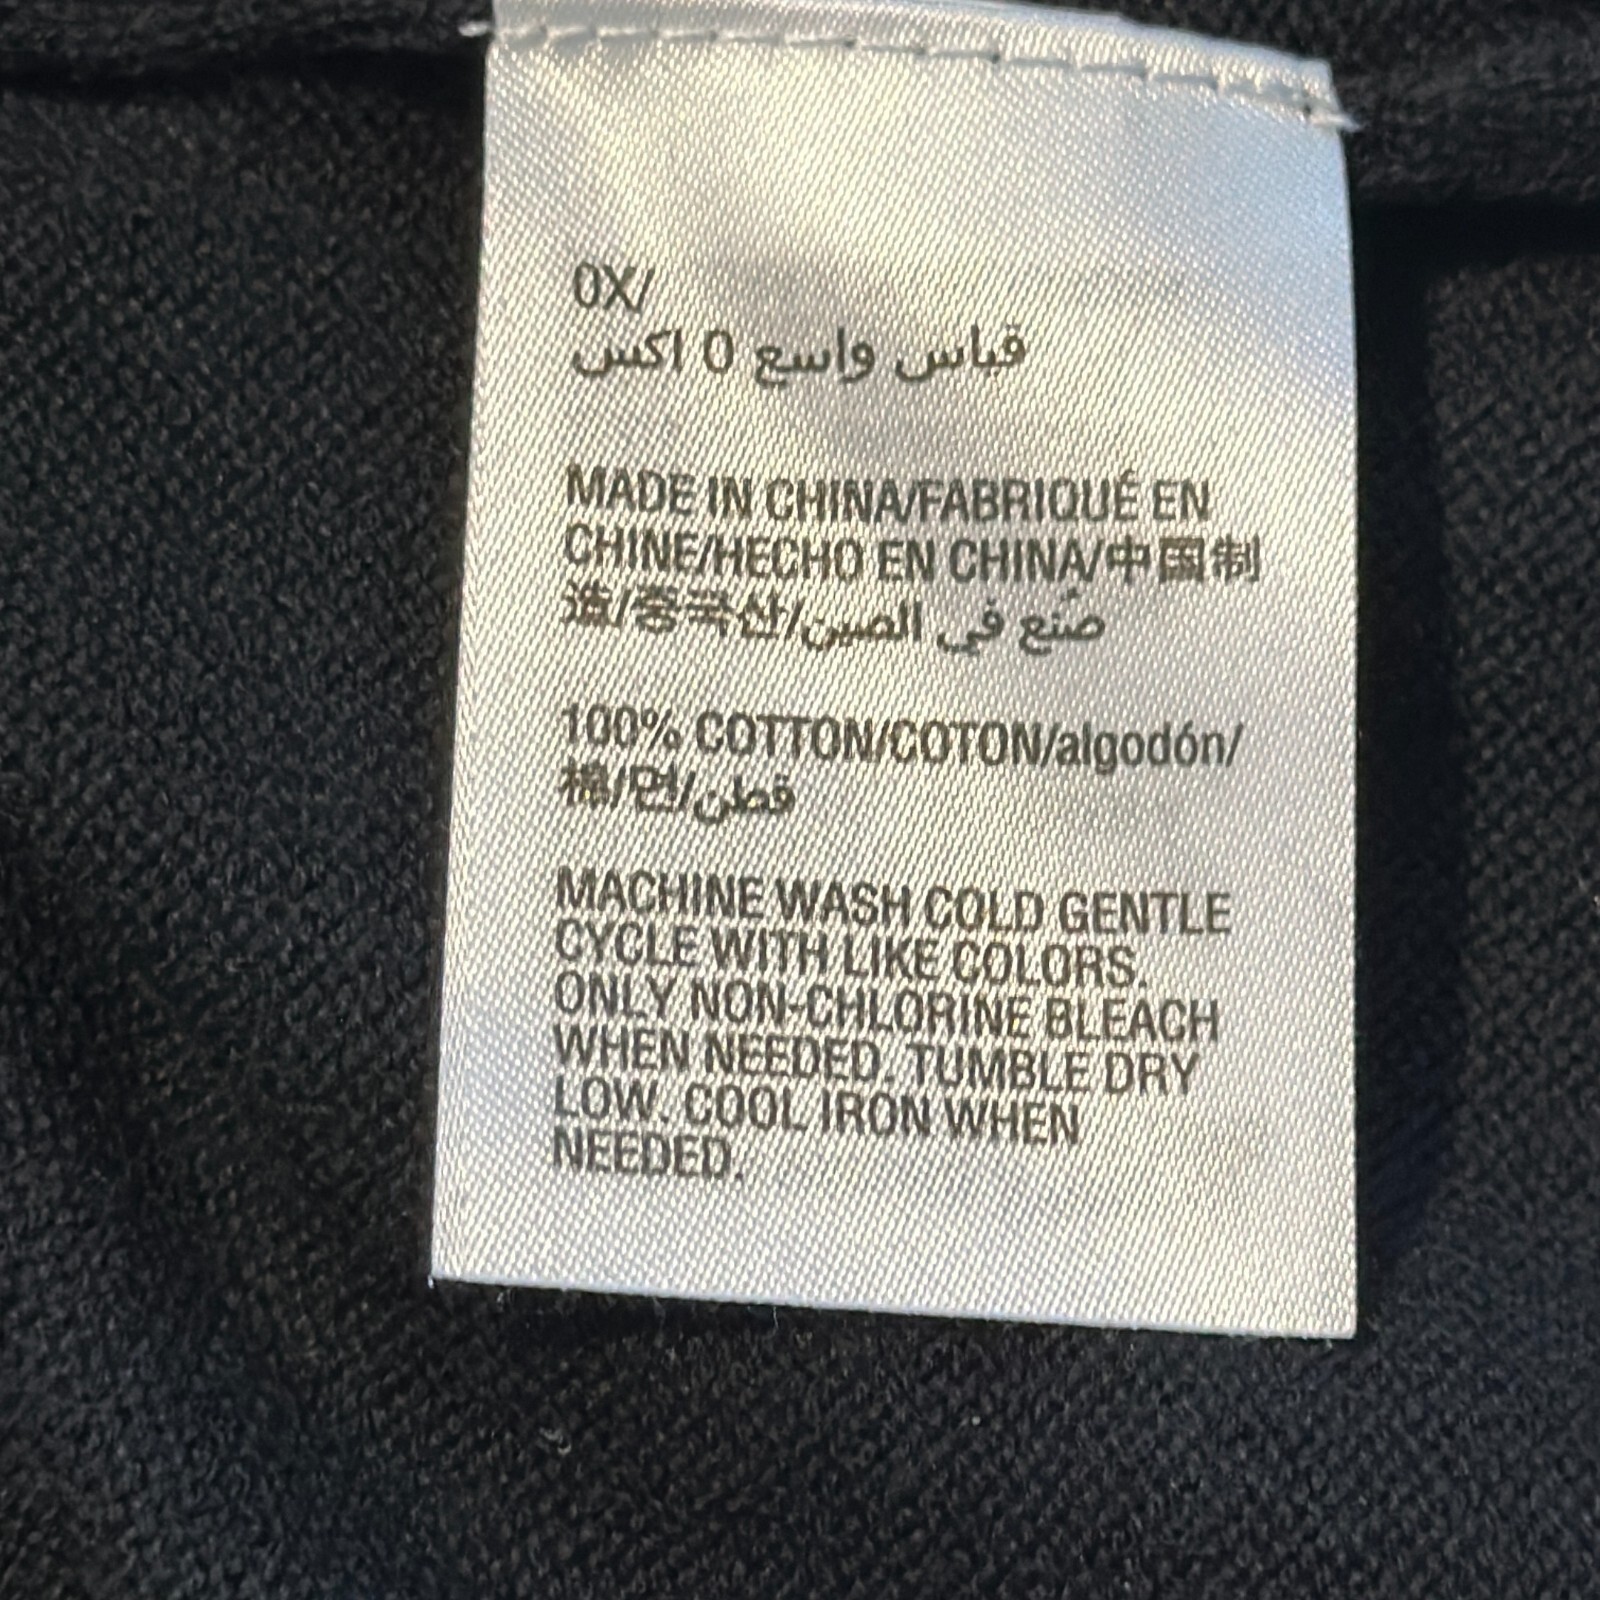 0X/
قياس واسع 0 اكس
MADE IN CHINA/FABRIQUÉ EN
CHINE/HECHO EN CHINA/中国制
造/중국산/صُنع في الصين
100% COTTON/COTON/algodón/
棉/면/قطن
MACHINE WASH COLD GENTLE
CYCLE WITH LIKE COLORS.
ONLY NON-CHLORINE BLEACH
WHEN NEEDED. TUMBLE DRY
LOW. COOL IRON WHEN
NEEDED.